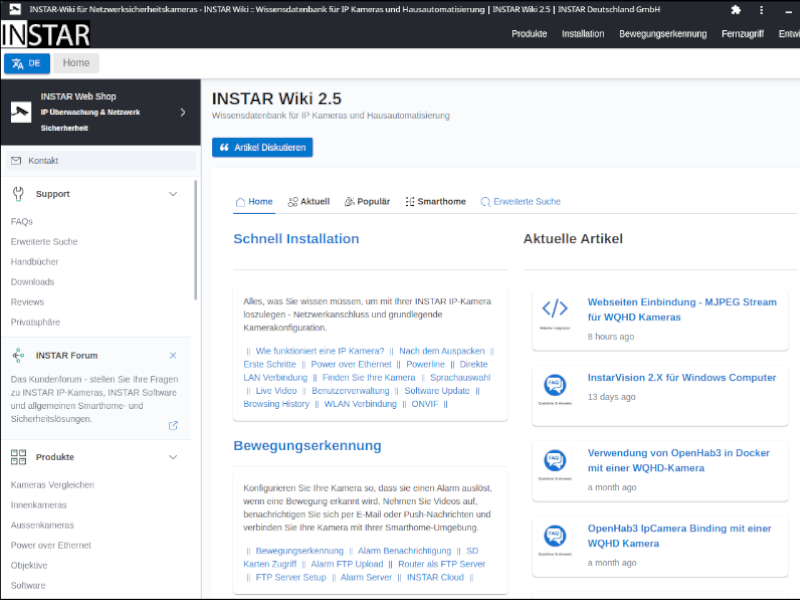 INSTAR-Wiki für Netzwerksicherheitskameras - INSTAR Wiki :: Wissensdatenbank für IP Kameras und Hausautomatisierung | INSTAR Wiki 2.5 | INSTAR Deutschland GmbH
INSTAR
Produkte Installation Bewegungserkennung Fernzugriff Entwi
DE Home
INSTAR Web Shop
IP Überwachung & Netzwerk
Sicherherheit
Kontakt
Support
FAQs
Erweiterte Suche
Handbücher
Downloads
Reviews
Privatsphäre
INSTAR Forum
Das Kundenforum - stellen Sie Ihre Fragen
zu INSTAR IP-Kameras, INSTAR Software
und allgemeinen Smarthome- und
Sicherheitslösungen.
Produkte
Kameras Vergleichen
Innenkameras
Aussenkameras
Power over Ethernet
Objektive
Software
INSTAR Wiki 2.5
Wissensdatenbank für IP Kameras und Hausautomatisierung
Artikel Diskutieren
Home Aktuell Populär Smarthome Erweiterte Suche
Schnell Installation
Alles, was Sie wissen müssen, um mit Ihrer INSTAR IP-Kamera
loszulegen - Netzwerkanschluss und grundlegende
Kamerakonfiguration.
|| Wie funktioniert eine IP Kamera? || Nach dem Auspacken ||
Erste Schritte || Power over Ethernet || Powerline || Direkte
LAN Verbindung || Finden Sie Ihre Kamera || Sprachauswahl
|| Live Video || Benutzerverwaltung || Software Update ||
Browsing History || WLAN Verbindung || ONVIF ||
Bewegungserkennung
Konfigurieren Sie Ihre Kamera so, dass sie einen Alarm auslöst,
wenn eine Bewegung erkannt wird. Nehmen Sie Videos auf,
benachrichtigen Sie sich per E-Mail oder Push-Nachrichten und
verbinden Sie Ihre Kamera mit Ihrer Smarthome-Umgebung.
|| Bewegungserkennung || Alarm Benachrichtigung || SD
Karten Zugriff || Alarm FTP Upload || Router als FTP Server
|| FTP Server Setup || Alarm Server || INSTAR Cloud ||
Aktuelle Artikel
Webseiten Einbindung - MJPEG Stream
für WQHD Kameras
8 hours ago
FAQ
InstarVision 2.X für Windows Computer
13 days ago
FAQ
Verwendung von OpenHab3 in Docker
mit einer WQHD-Kamera
a month ago
FAQ
OpenHab3 IpCamera Binding mit einer
WQHD Kamera
a month ago